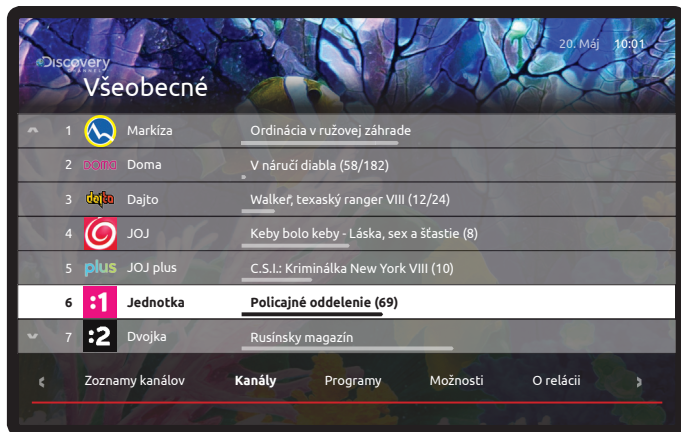 20. Máj 10:01
Discovery
CHANNEL
Všeobecné
1 Markíza Ordinácia v ružovej záhrade
2 DOMA Doma V náručí diabla (58/182)
3 dajto Dajto Walker, texaský ranger VIII (12/24)
4 JOJ Keby bolo keby - Láska, sex a šťastie (8)
5 plus JOJ plus C.S.I.: Kriminálka New York VIII (10)
6 :1 Jednotka Policajné oddelenie (69)
7 :2 Dvojka Rusínsky magazín
Zoznamy kanálov Kanály Programy Možnosti O relácii